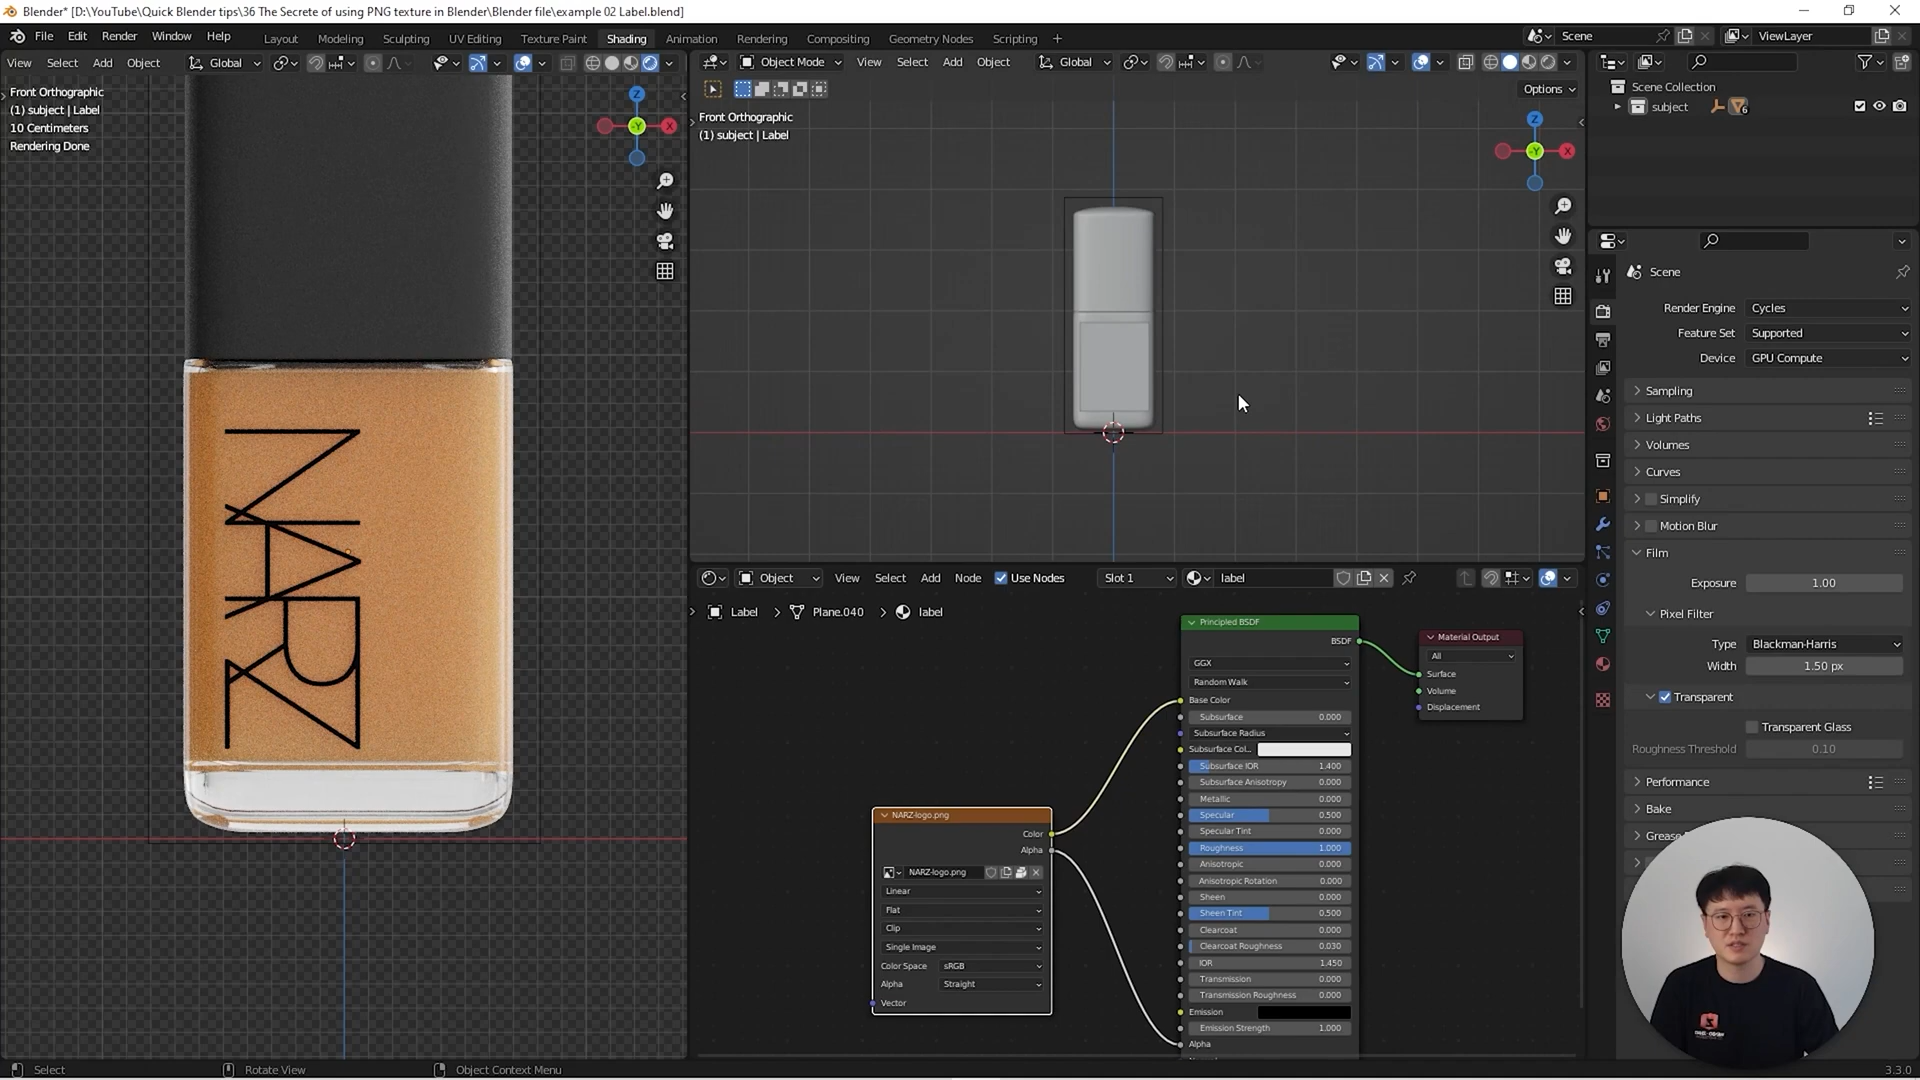 Blender* [D:\YouTube\Quick Blender tips\36 The Secrete of using PNG texture in Blender\Blender file\example 02 Label.blend]
File Edit Render Window Help Layout Modeling Sculpting UV Editing Texture Paint Shading Animation Rendering Compositing Geometry Nodes Scripting + Scene ViewLayer
View Select Add Object Global
Front Orthographic
(1) subject | Label
10 Centimeters
Rendering Done
Z
-Y
X
NARZ
Object Mode View Select Add Object Global
Options
Front Orthographic
(1) subject | Label
Z
-Y
X
Object View Select Add Node Use Nodes Slot 1 label
Label > Plane.040 > label
NARZ-logo.png
Color
Alpha
NARZ-logo.png
Linear
Flat
Clip
Single Image
Color Space sRGB
Alpha Straight
Vector
Principled BSDF
BSDF
GGX
Random Walk
Base Color
Subsurface 0.000
Subsurface Radius
Subsurface Col..
Subsurface IOR 1.400
Subsurface Anisotropy 0.000
Metallic 0.000
Specular 0.500
Specular Tint 0.000
Roughness 1.000
Anisotropic 0.000
Anisotropic Rotation 0.000
Sheen 0.000
Sheen Tint 0.500
Clearcoat 0.000
Clearcoat Roughness 0.030
IOR 1.450
Transmission 0.000
Transmission Roughness 0.000
Emission
Emission Strength 1.000
Alpha
Material Output
All
Surface
Volume
Displacement
Scene Collection
subject 6
Scene
Render Engine Cycles
Feature Set Supported
Device GPU Compute
Sampling
Light Paths
Volumes
Curves
Simplify
Motion Blur
Film
Exposure 1.00
Pixel Filter
Type Blackman-Harris
Width 1.50 px
Transparent
Transparent Glass
Roughness Threshold 0.10
Performance
Bake
Grease
Select Rotate View Object Context Menu 3.3.0